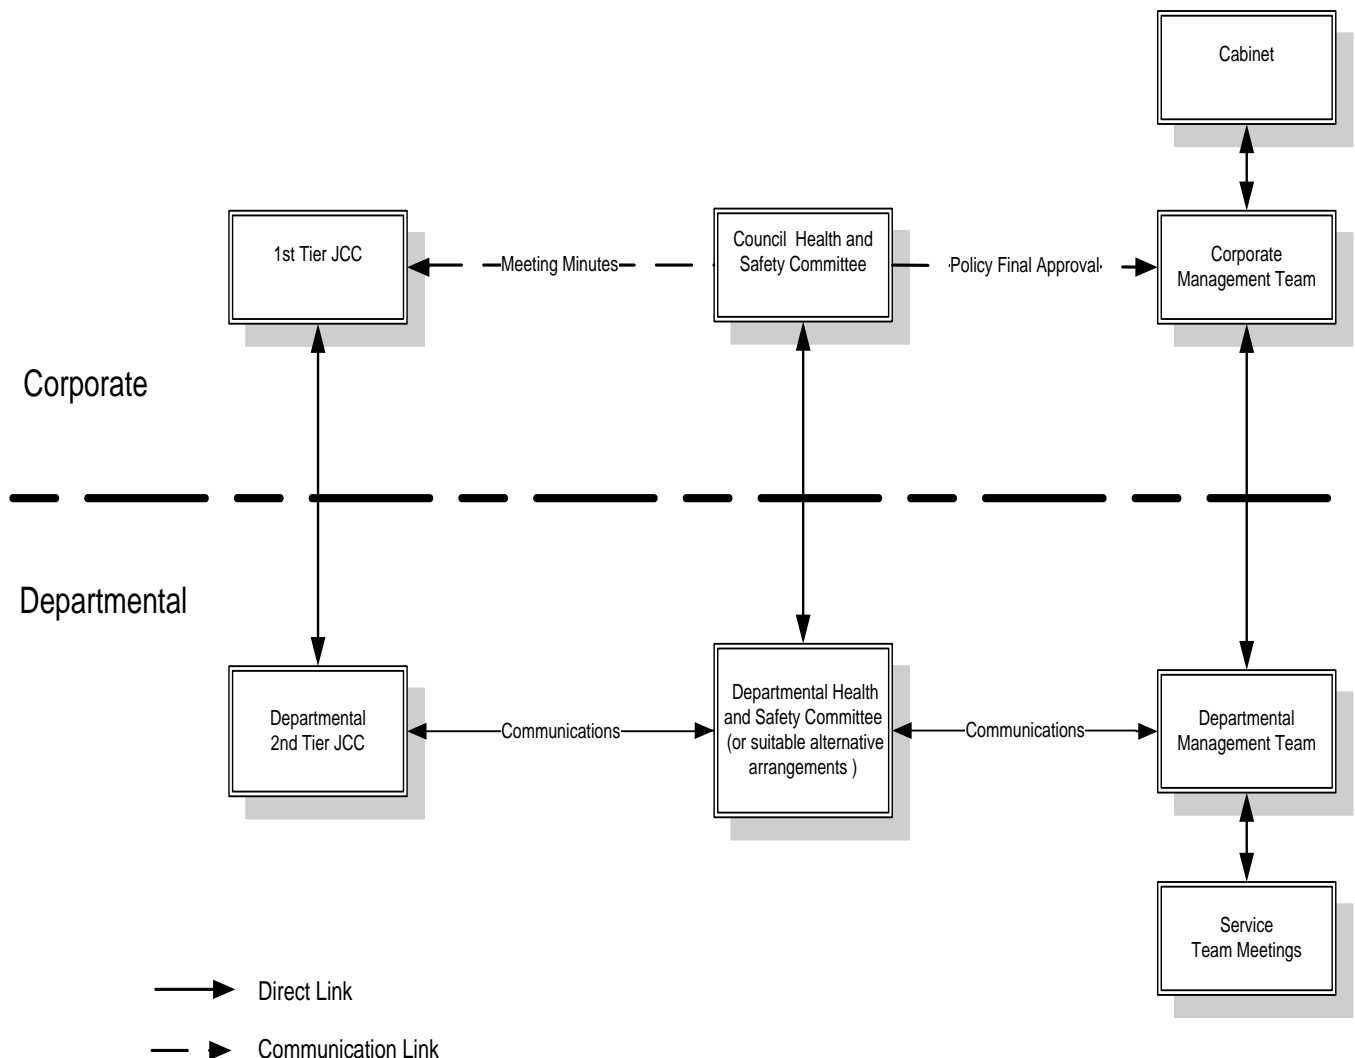 Cabinet
1st Tier JCC
Meeting Minutes
Council Health and
Safety Committee
Policy Final Approval
Corporate
Management Team
Corporate
Departmental
Departmental
2nd Tier JCC
Communications
Departmental Health
and Safety Committee
(or suitable alternative
arrangements )
Communications
Departmental
Management Team
Service
Team Meetings
Direct Link
Communication Link